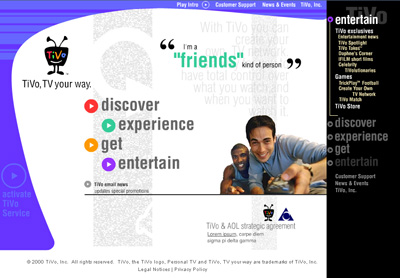 Play Intro Customer Support News & Events TiVo, Inc.
TiVo
TiVo
TiVo, TV your way.
With TiVo you can
create your own
network
have total control over
what you watch and
when you
want to watch
I'm a
"friends"
kind of person
discover
experience
get
entertain
TiVo email news
updates special promotions
activate
TiVo
Service
TiVo & AOL strategic agreement
Lorem ipsum, carpe diem
sigma pi delta gamma
entertain
TiVo exclusives
Entertainment news
TiVo Spotlight
TiVo Takes
Daphne's Corner
iFILM short films
Celebrity
TiVolutionaries
Games
TrickPlay Football
Create Your Own
TV Network
TiVo Match
TiVo Store
discover
experience
get
entertain
Customer Support
News & Events
TiVo, Inc.
© 2000 TiVo, Inc. All rights reserved. TiVo, the TiVo logo, Personal TV and TiVo, TV your way are trademark of TiVo, Inc.
Legal Notices | Privacy Policy